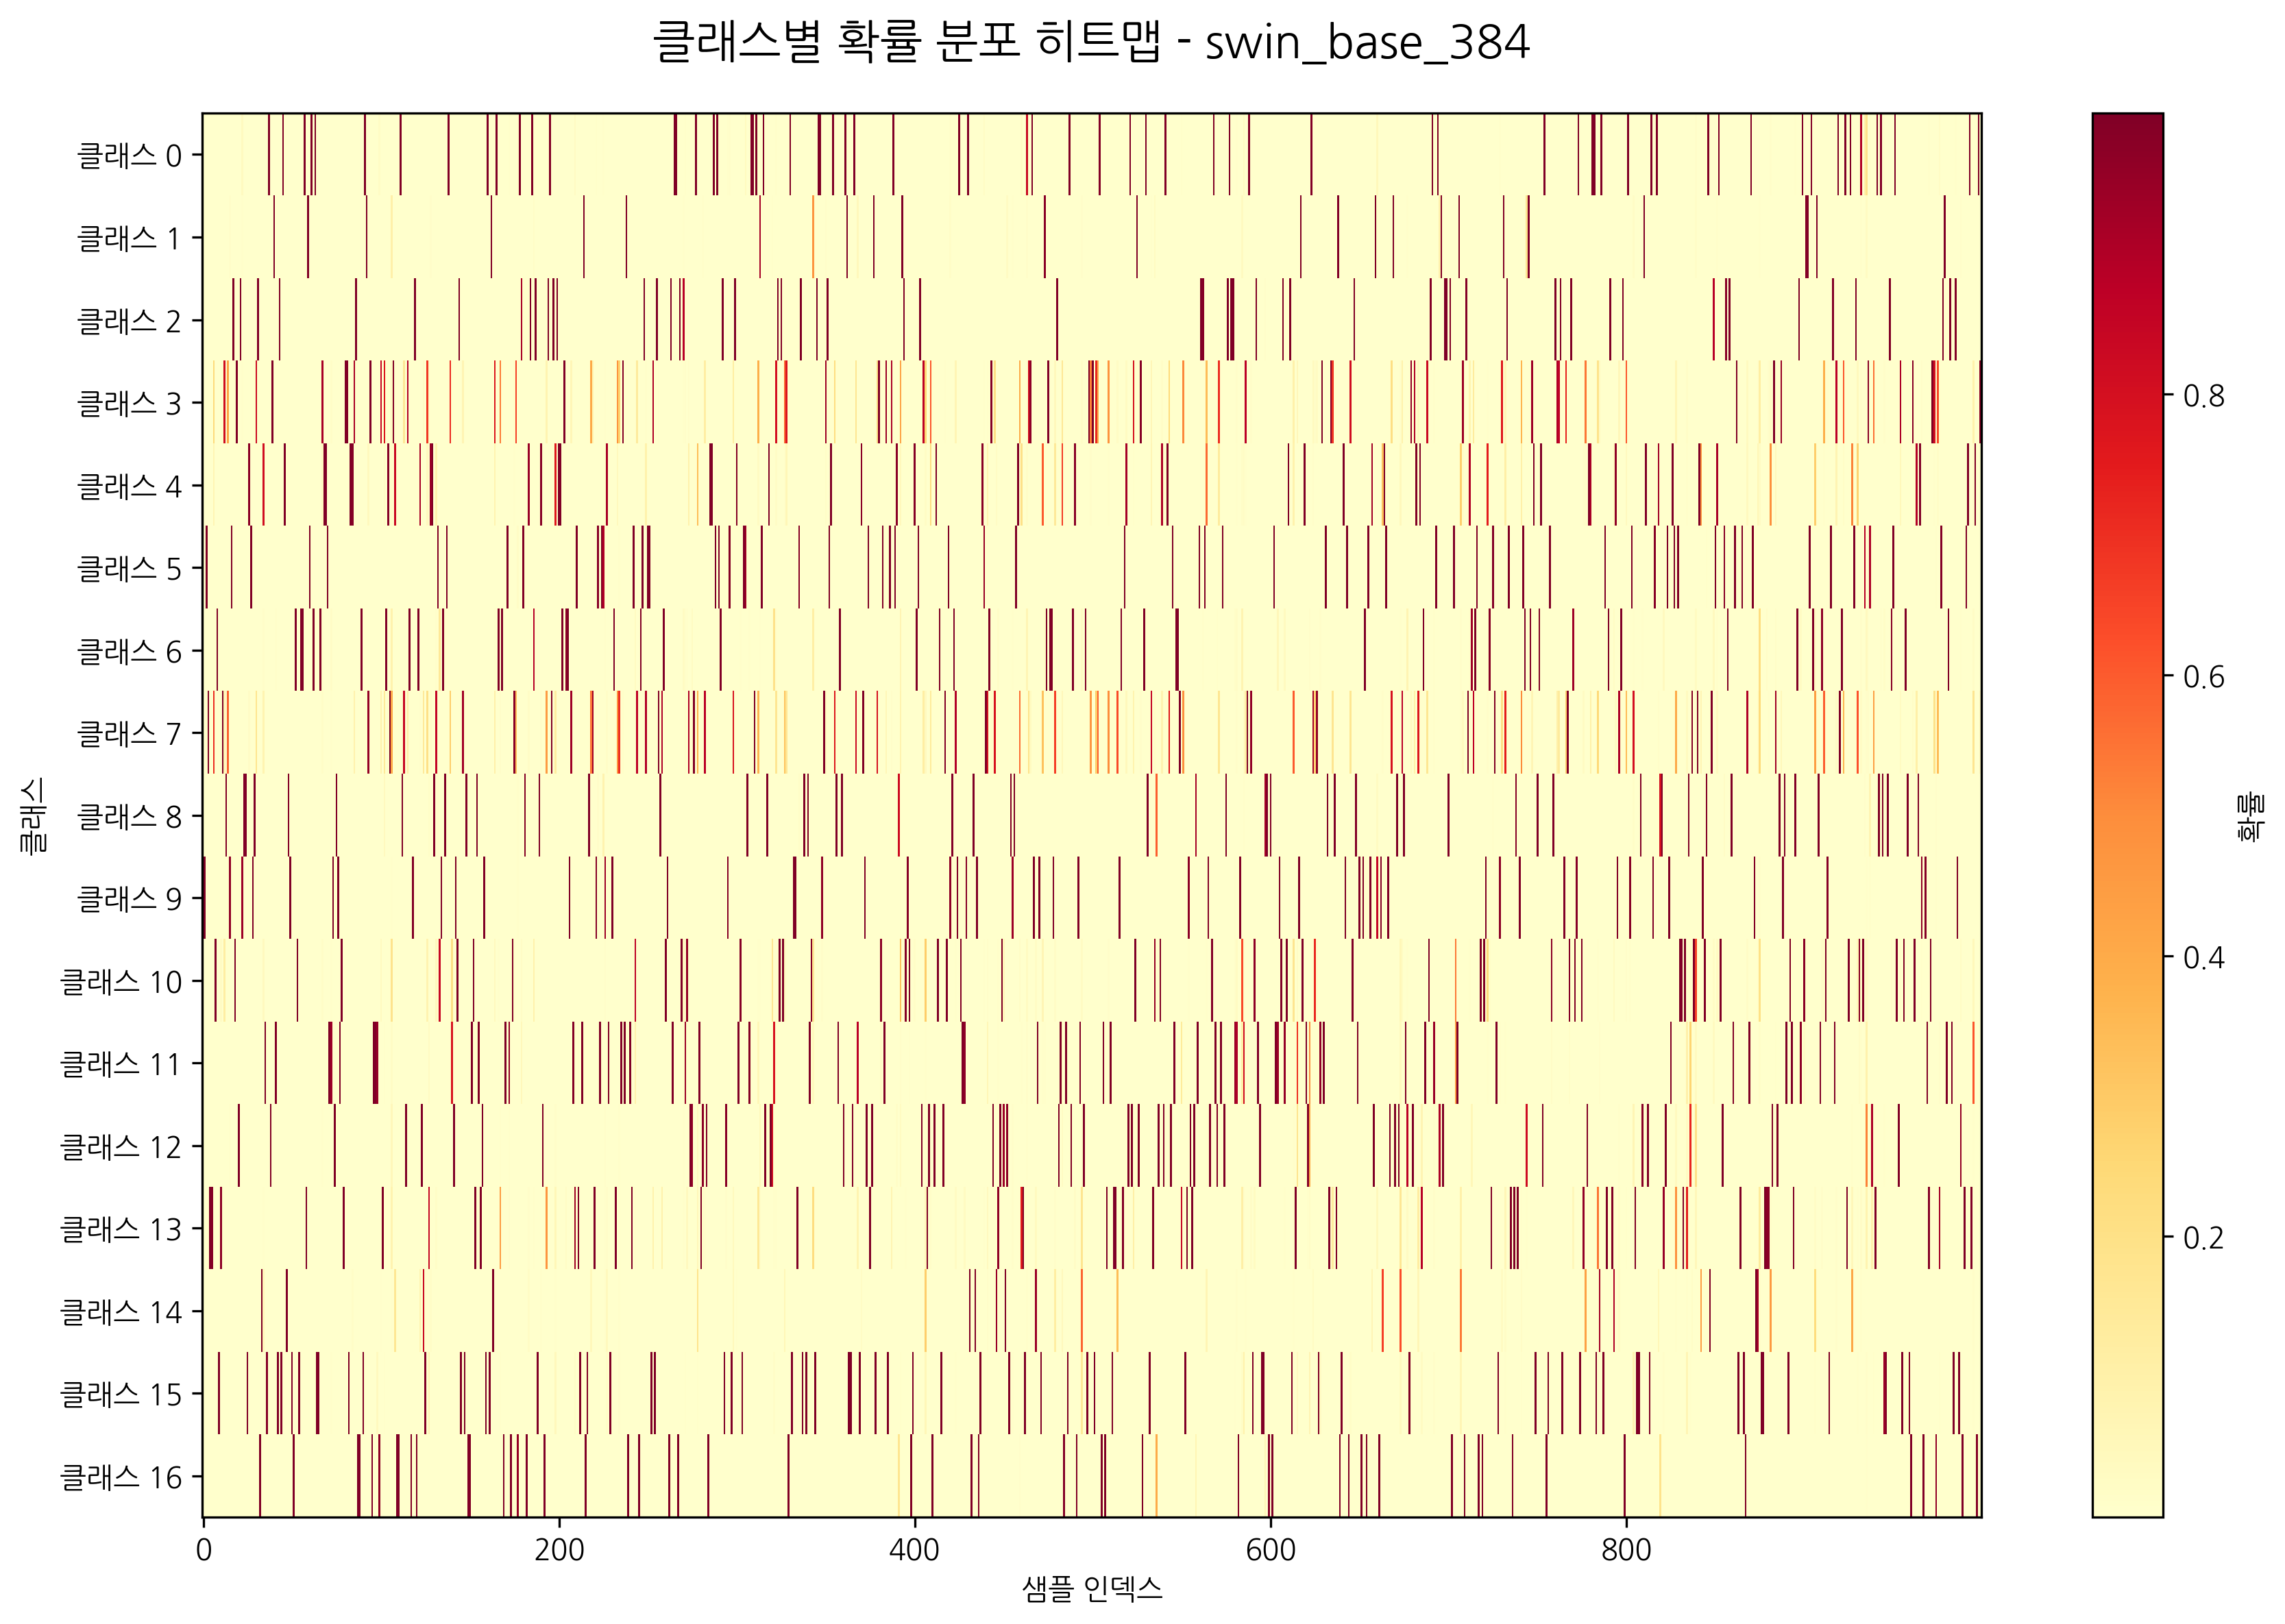 클래스별 확률 분포 히트맵 - swin_base_384
클래스 0
클래스 1
클래스 2
클래스 3
클래스 4
클래스 5
클래스 6
클래스 7
클래스 8
클래스 9
클래스 10
클래스 11
클래스 12
클래스 13
클래스 14
클래스 15
클래스 16
클래스
0 200 400 600 800
샘플 인덱스
0.8
0.6
0.4
0.2
확률